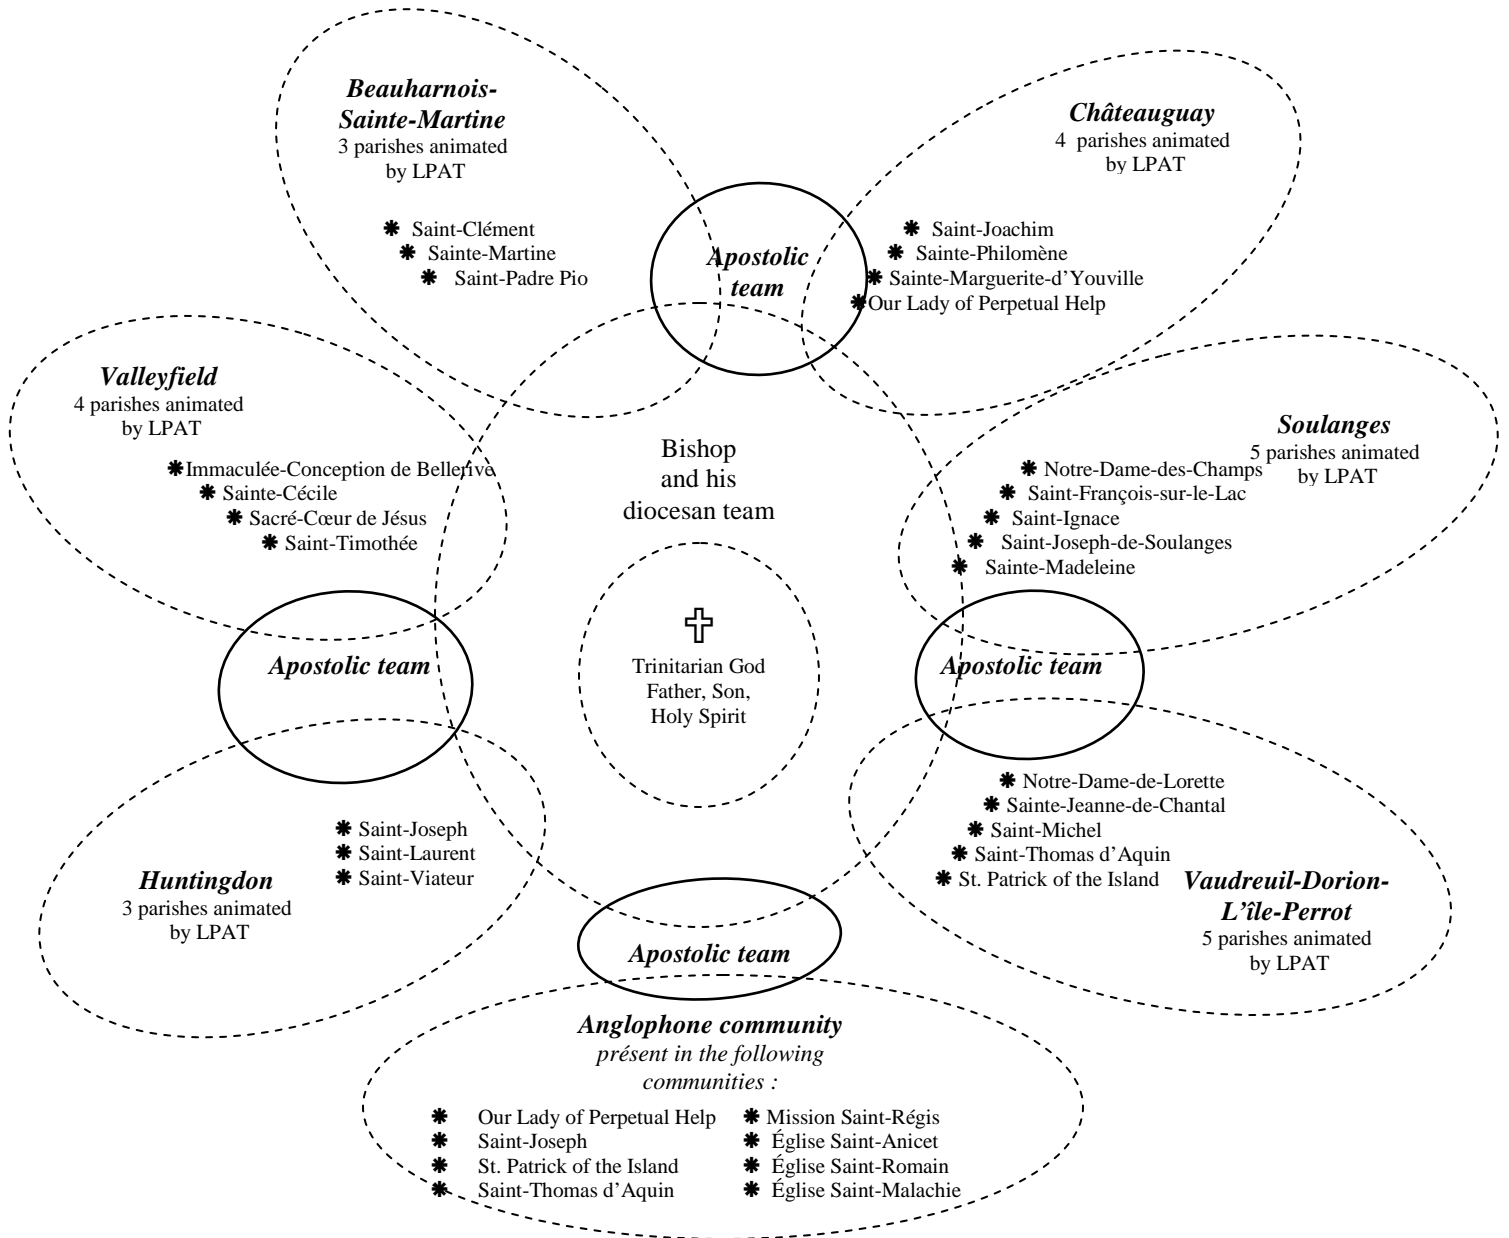 Beauharnois-
Sainte-Martine
3 parishes animated
by LPAT
✱ Saint-Clément
✱ Sainte-Martine
✱ Saint-Padre Pio
Châteauguay
4 parishes animated
by LPAT
✱ Saint-Joachim
✱ Sainte-Philomène
✱ Sainte-Marguerite-d’Youville
✱ Our Lady of Perpetual Help
Apostolic
team
Valleyfield
4 parishes animated
by LPAT
✱ Immaculée-Conception de Bellerive
✱ Sainte-Cécile
✱ Sacré-Cœur de Jésus
✱ Saint-Timothée
Bishop
and his
diocesan team
Soulanges
5 parishes animated
by LPAT
✱ Notre-Dame-des-Champs
✱ Saint-François-sur-le-Lac
✱ Saint-Ignace
✱ Saint-Joseph-de-Soulanges
✱ Sainte-Madeleine
Apostolic team
Trinitarian God
Father, Son,
Holy Spirit
Apostolic team
Huntingdon
3 parishes animated
by LPAT
✱ Saint-Joseph
✱ Saint-Laurent
✱ Saint-Viateur
✱ Notre-Dame-de-Lorette
✱ Sainte-Jeanne-de-Chantal
✱ Saint-Michel
✱ Saint-Thomas d’Aquin
✱ St. Patrick of the Island
Vaudreuil-Dorion-
L’île-Perrot
5 parishes animated
by LPAT
Apostolic team
Anglophone community
présent in the following
communities :
✱ Our Lady of Perpetual Help
✱ Saint-Joseph
✱ St. Patrick of the Island
✱ Saint-Thomas d’Aquin
✱ Mission Saint-Régis
✱ Église Saint-Anicet
✱ Église Saint-Romain
✱ Église Saint-Malachie